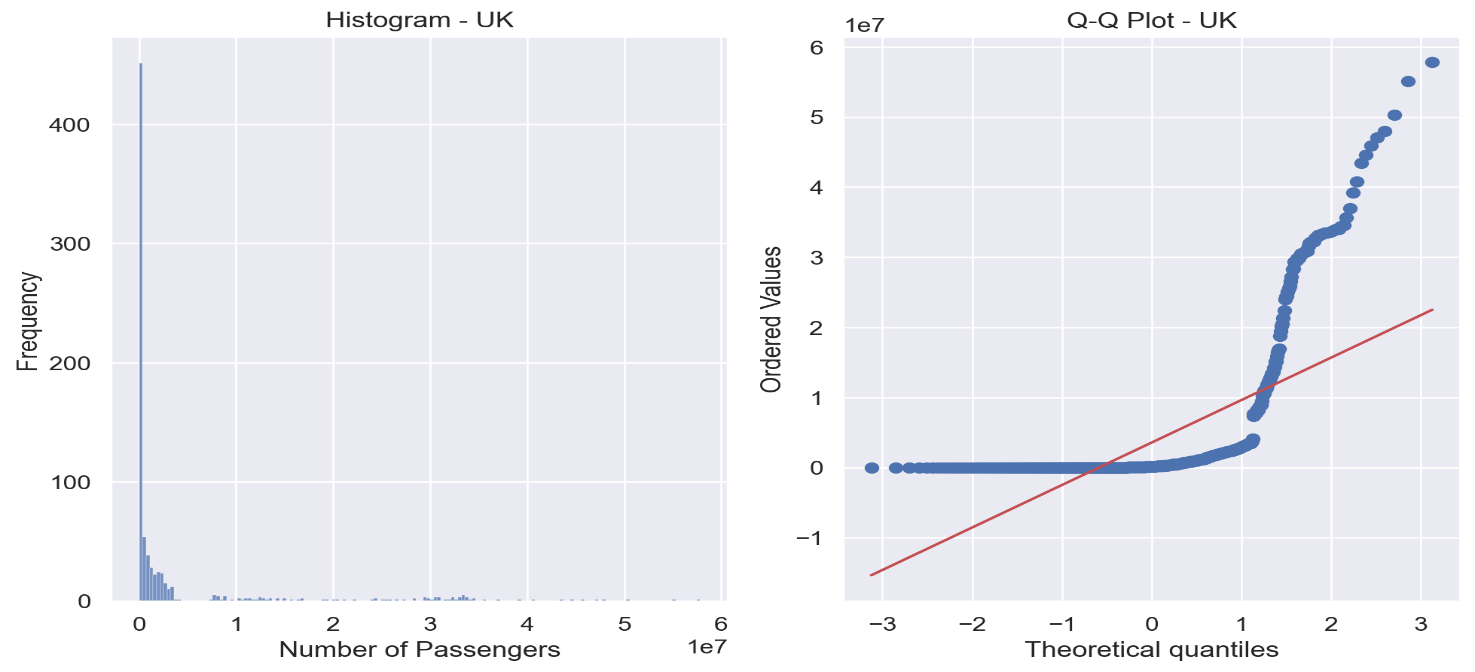 Histogram - UK
400
300
200
100
0
Frequency
0 1 2 3 4 5 6
1e7
Number of Passengers
Q-Q Plot - UK
1e7
6
5
4
3
2
1
0
−1
Ordered Values
−3 −2 −1 0 1 2 3
Theoretical quantiles